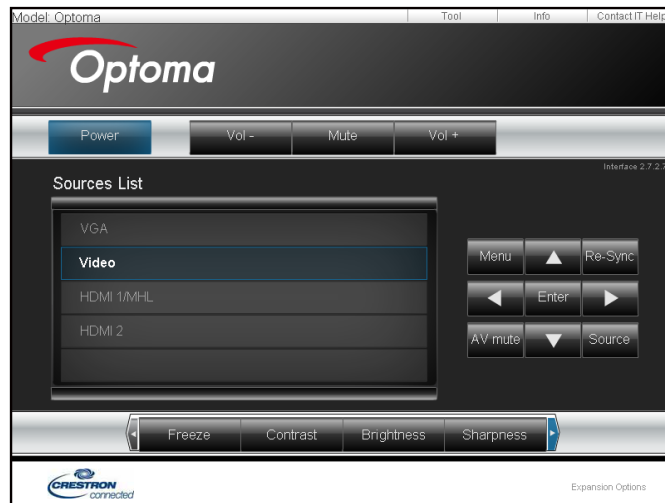 Model: Optoma Tool Info Contact IT Help
Optoma
Power Vol - Mute Vol +
Interface 2.7.2.7
Sources List
VGA
Video
HDMI 1/MHL
HDMI 2
Menu Re-Sync
Enter
AV mute Source
Freeze Contrast Brightness Sharpness
CRESTRON
connected
Expansion Options